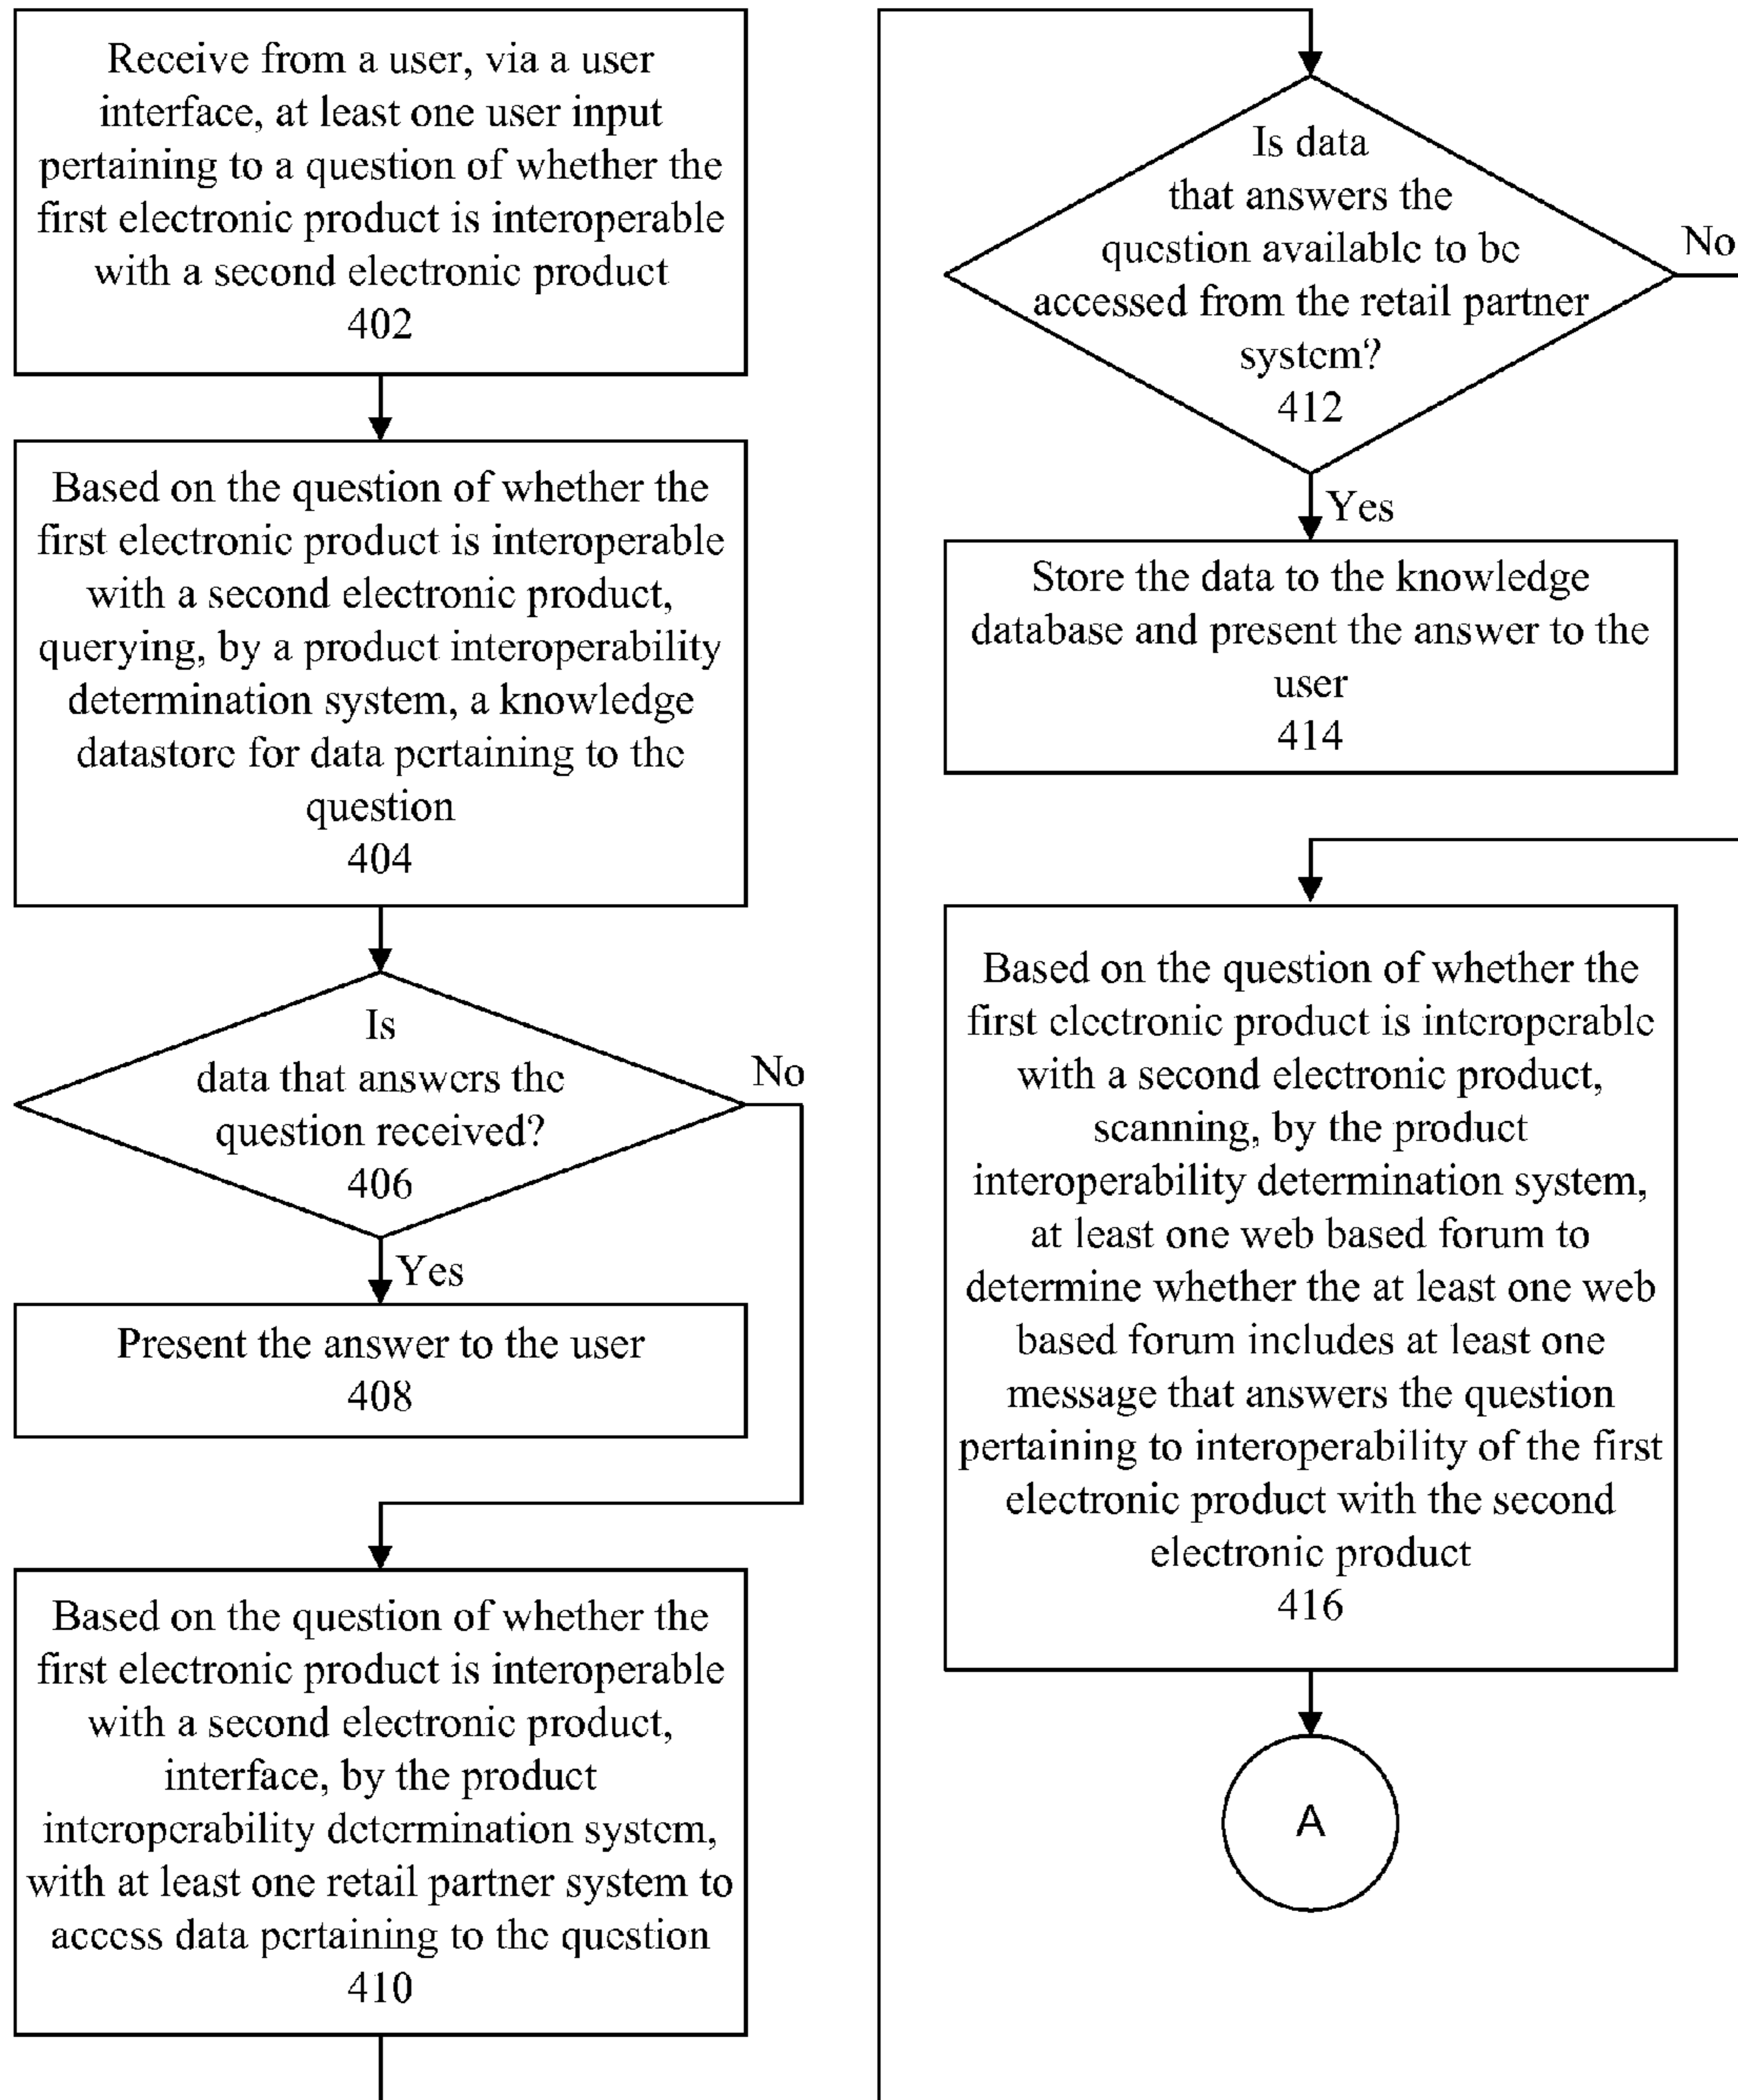 Receive from a user, via a user
interface, at least one user input
pertaining to a question of whether the
first electronic product is interoperable
with a second electronic product
402
Based on the question of whether the
first electronic product is interoperable
with a second electronic product,
querying, by a product interoperability
determination system, a knowledge
datastore for data pertaining to the
question
404
Is
data that answers the
question received?
406
No
Yes
Present the answer to the user
408
Based on the question of whether the
first electronic product is interoperable
with a second electronic product,
interface, by the product
interoperability determination system,
with at least one retail partner system to
access data pertaining to the question
410
Is data
that answers the
question available to be
accessed from the retail partner
system?
412
No
Yes
Store the data to the knowledge
database and present the answer to the
user
414
Based on the question of whether the
first electronic product is interoperable
with a second electronic product,
scanning, by the product
interoperability determination system,
at least one web based forum to
determine whether the at least one web
based forum includes at least one
message that answers the question
pertaining to interoperability of the first
electronic product with the second
electronic product
416
A